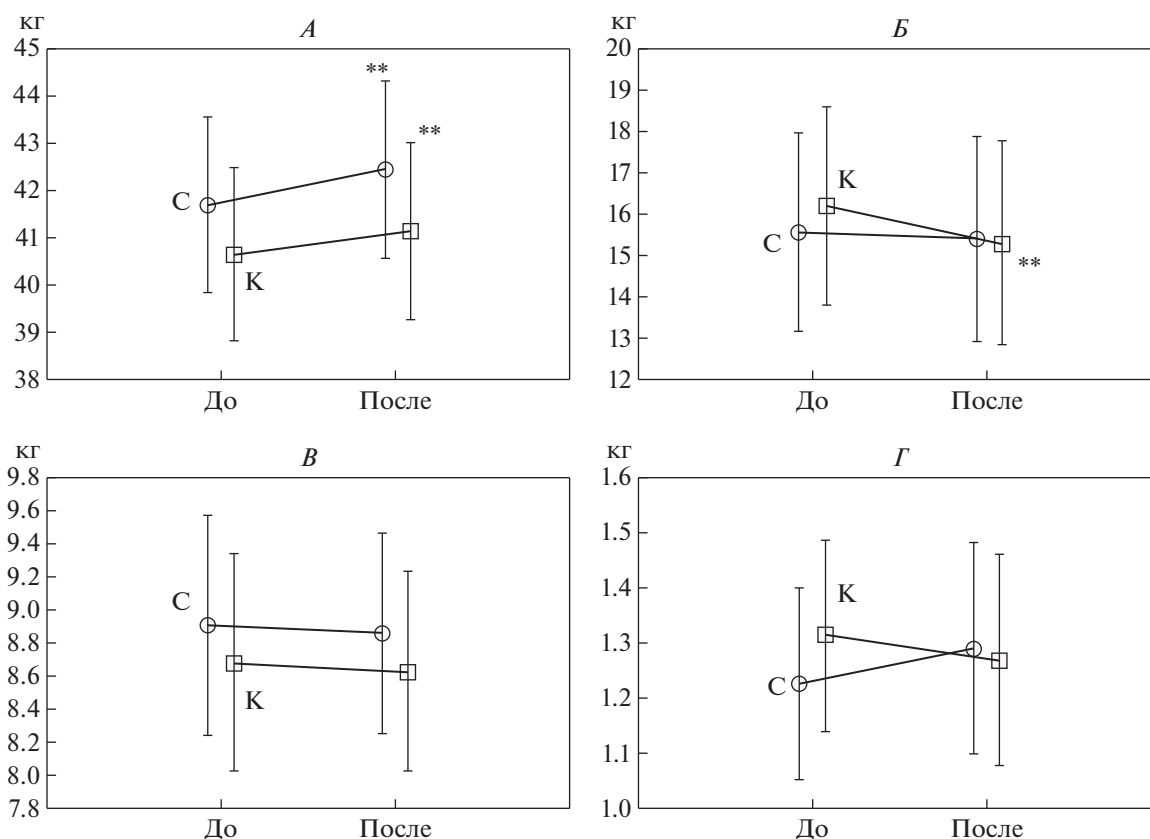 кг
А
45
44
43
42
41
40
39
38
**
**
С
К
До
После
кг
Б
20
19
18
17
16
15
14
13
12
К
С
**
До
После
кг
В
9.8
9.6
9.4
9.2
9.0
8.8
8.6
8.4
8.2
8.0
7.8
С
К
До
После
кг
Г
1.6
1.5
1.4
1.3
1.2
1.1
1.0
К
С
До
После